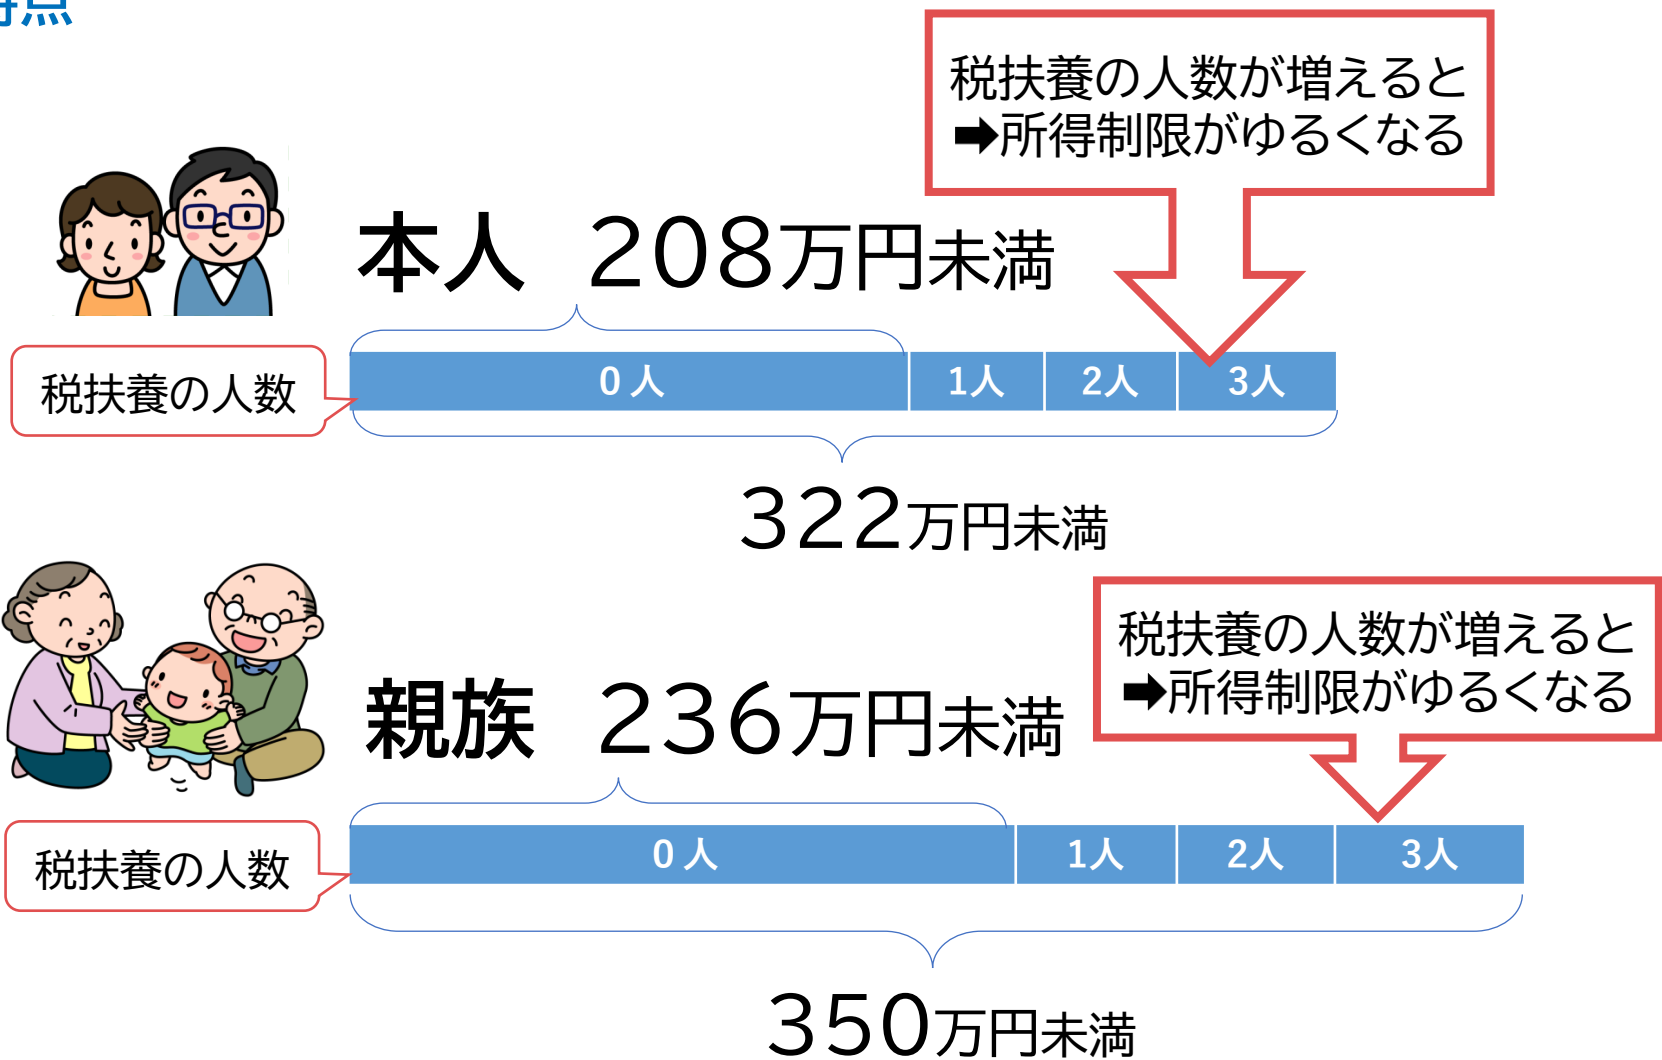 時点
税扶養の人数が増えると
➡所得制限がゆるくなる
本人 208万円未満
税扶養の人数
0人 1人 2人 3人
322万円未満
税扶養の人数が増えると
➡所得制限がゆるくなる
親族 236万円未満
税扶養の人数
0人 1人 2人 3人
350万円未満